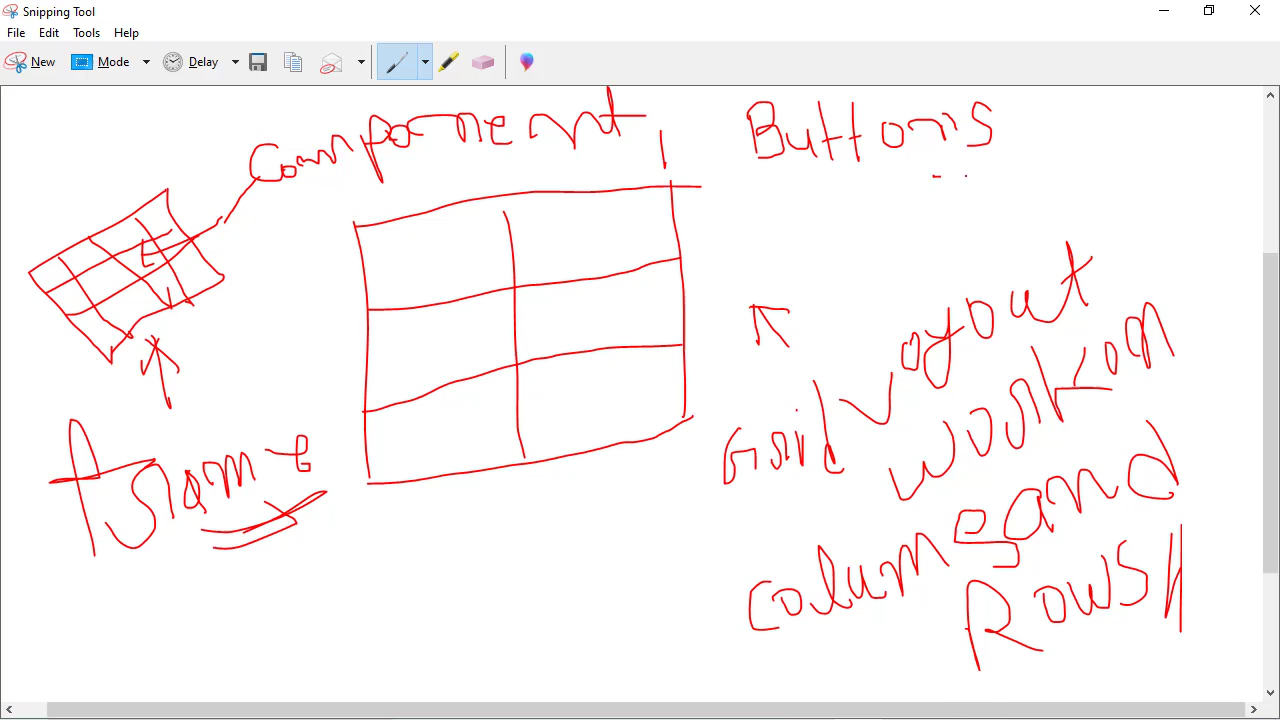 Snipping Tool
File Edit Tools Help
New Mode Delay
Component
Buttons
frame
Grid Layout
work on
columns and
Rows